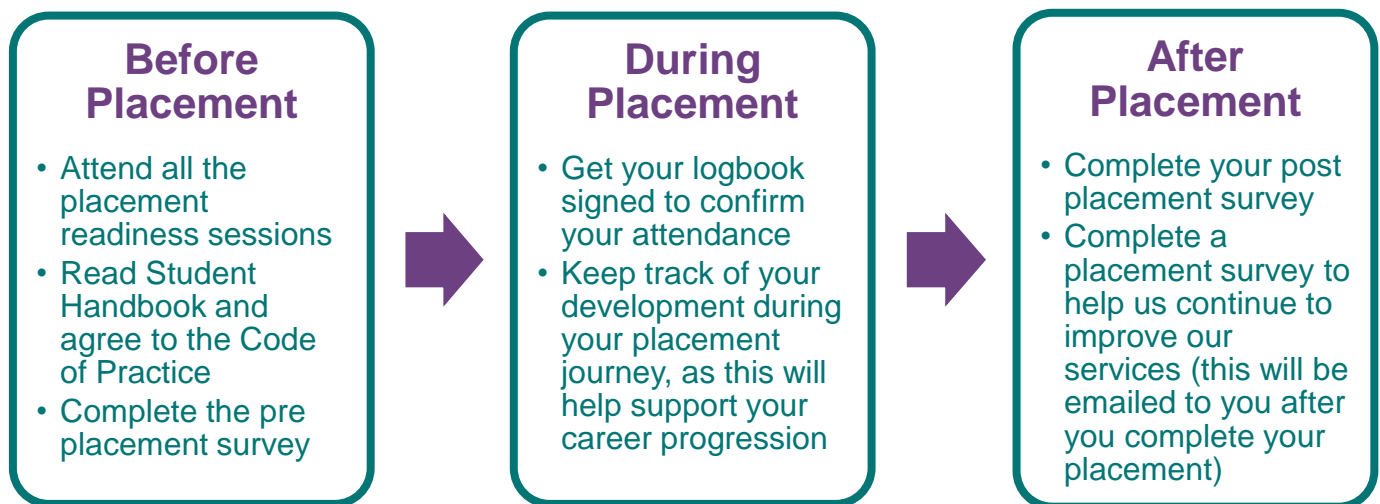 Before
Placement
• Attend all the
placement
readiness sessions
• Read Student
Handbook and
agree to the Code
of Practice
• Complete the pre
placement survey
During
Placement
• Get your logbook
signed to confirm
your attendance
• Keep track of your
development during
your placement
journey, as this will
help support your
career progression
After
Placement
• Complete your post
placement survey
• Complete a
placement survey to
help us continue to
improve our
services (this will be
emailed to you after
you complete your
placement)